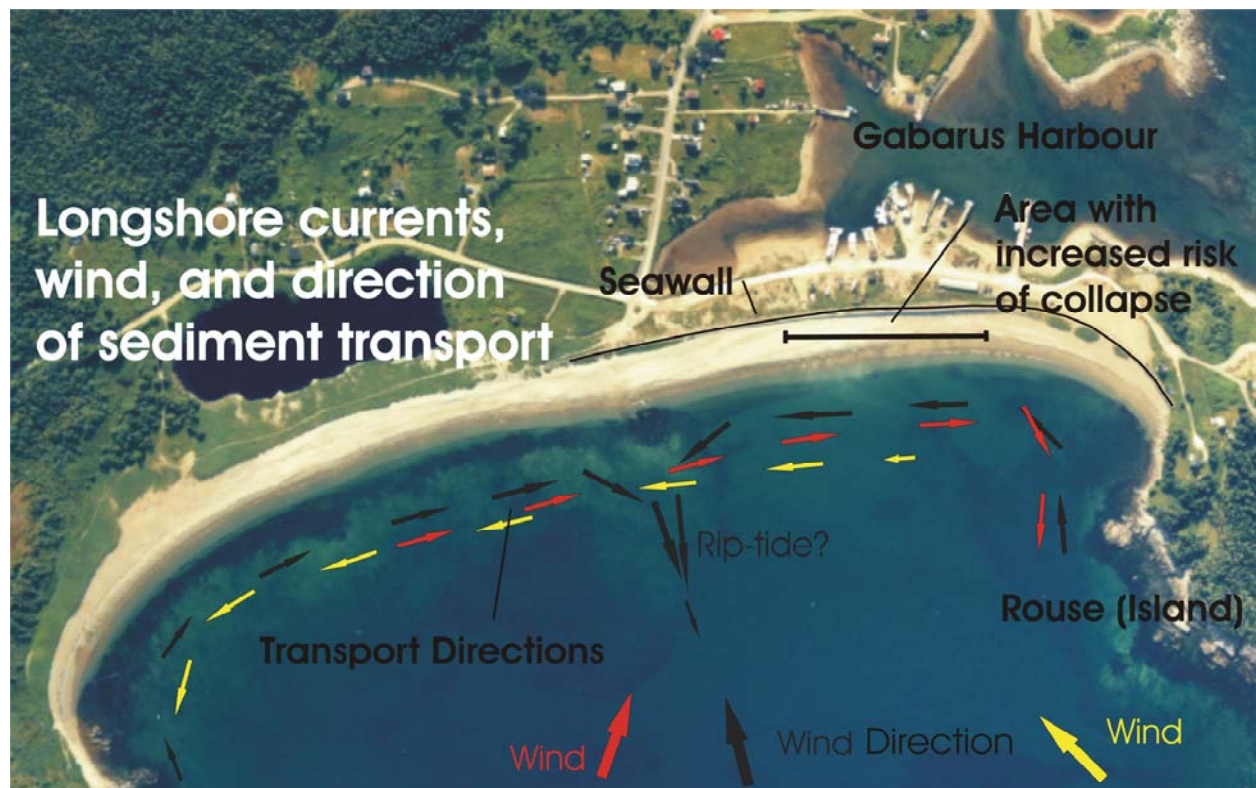 Gabarus Harbour
Longshore currents,
wind, and direction
of sediment transport
Area with
increased risk
of collapse
Seawall
Rip-tide?
Rouse (Island)
Transport Directions
Wind
Wind Direction
Wind